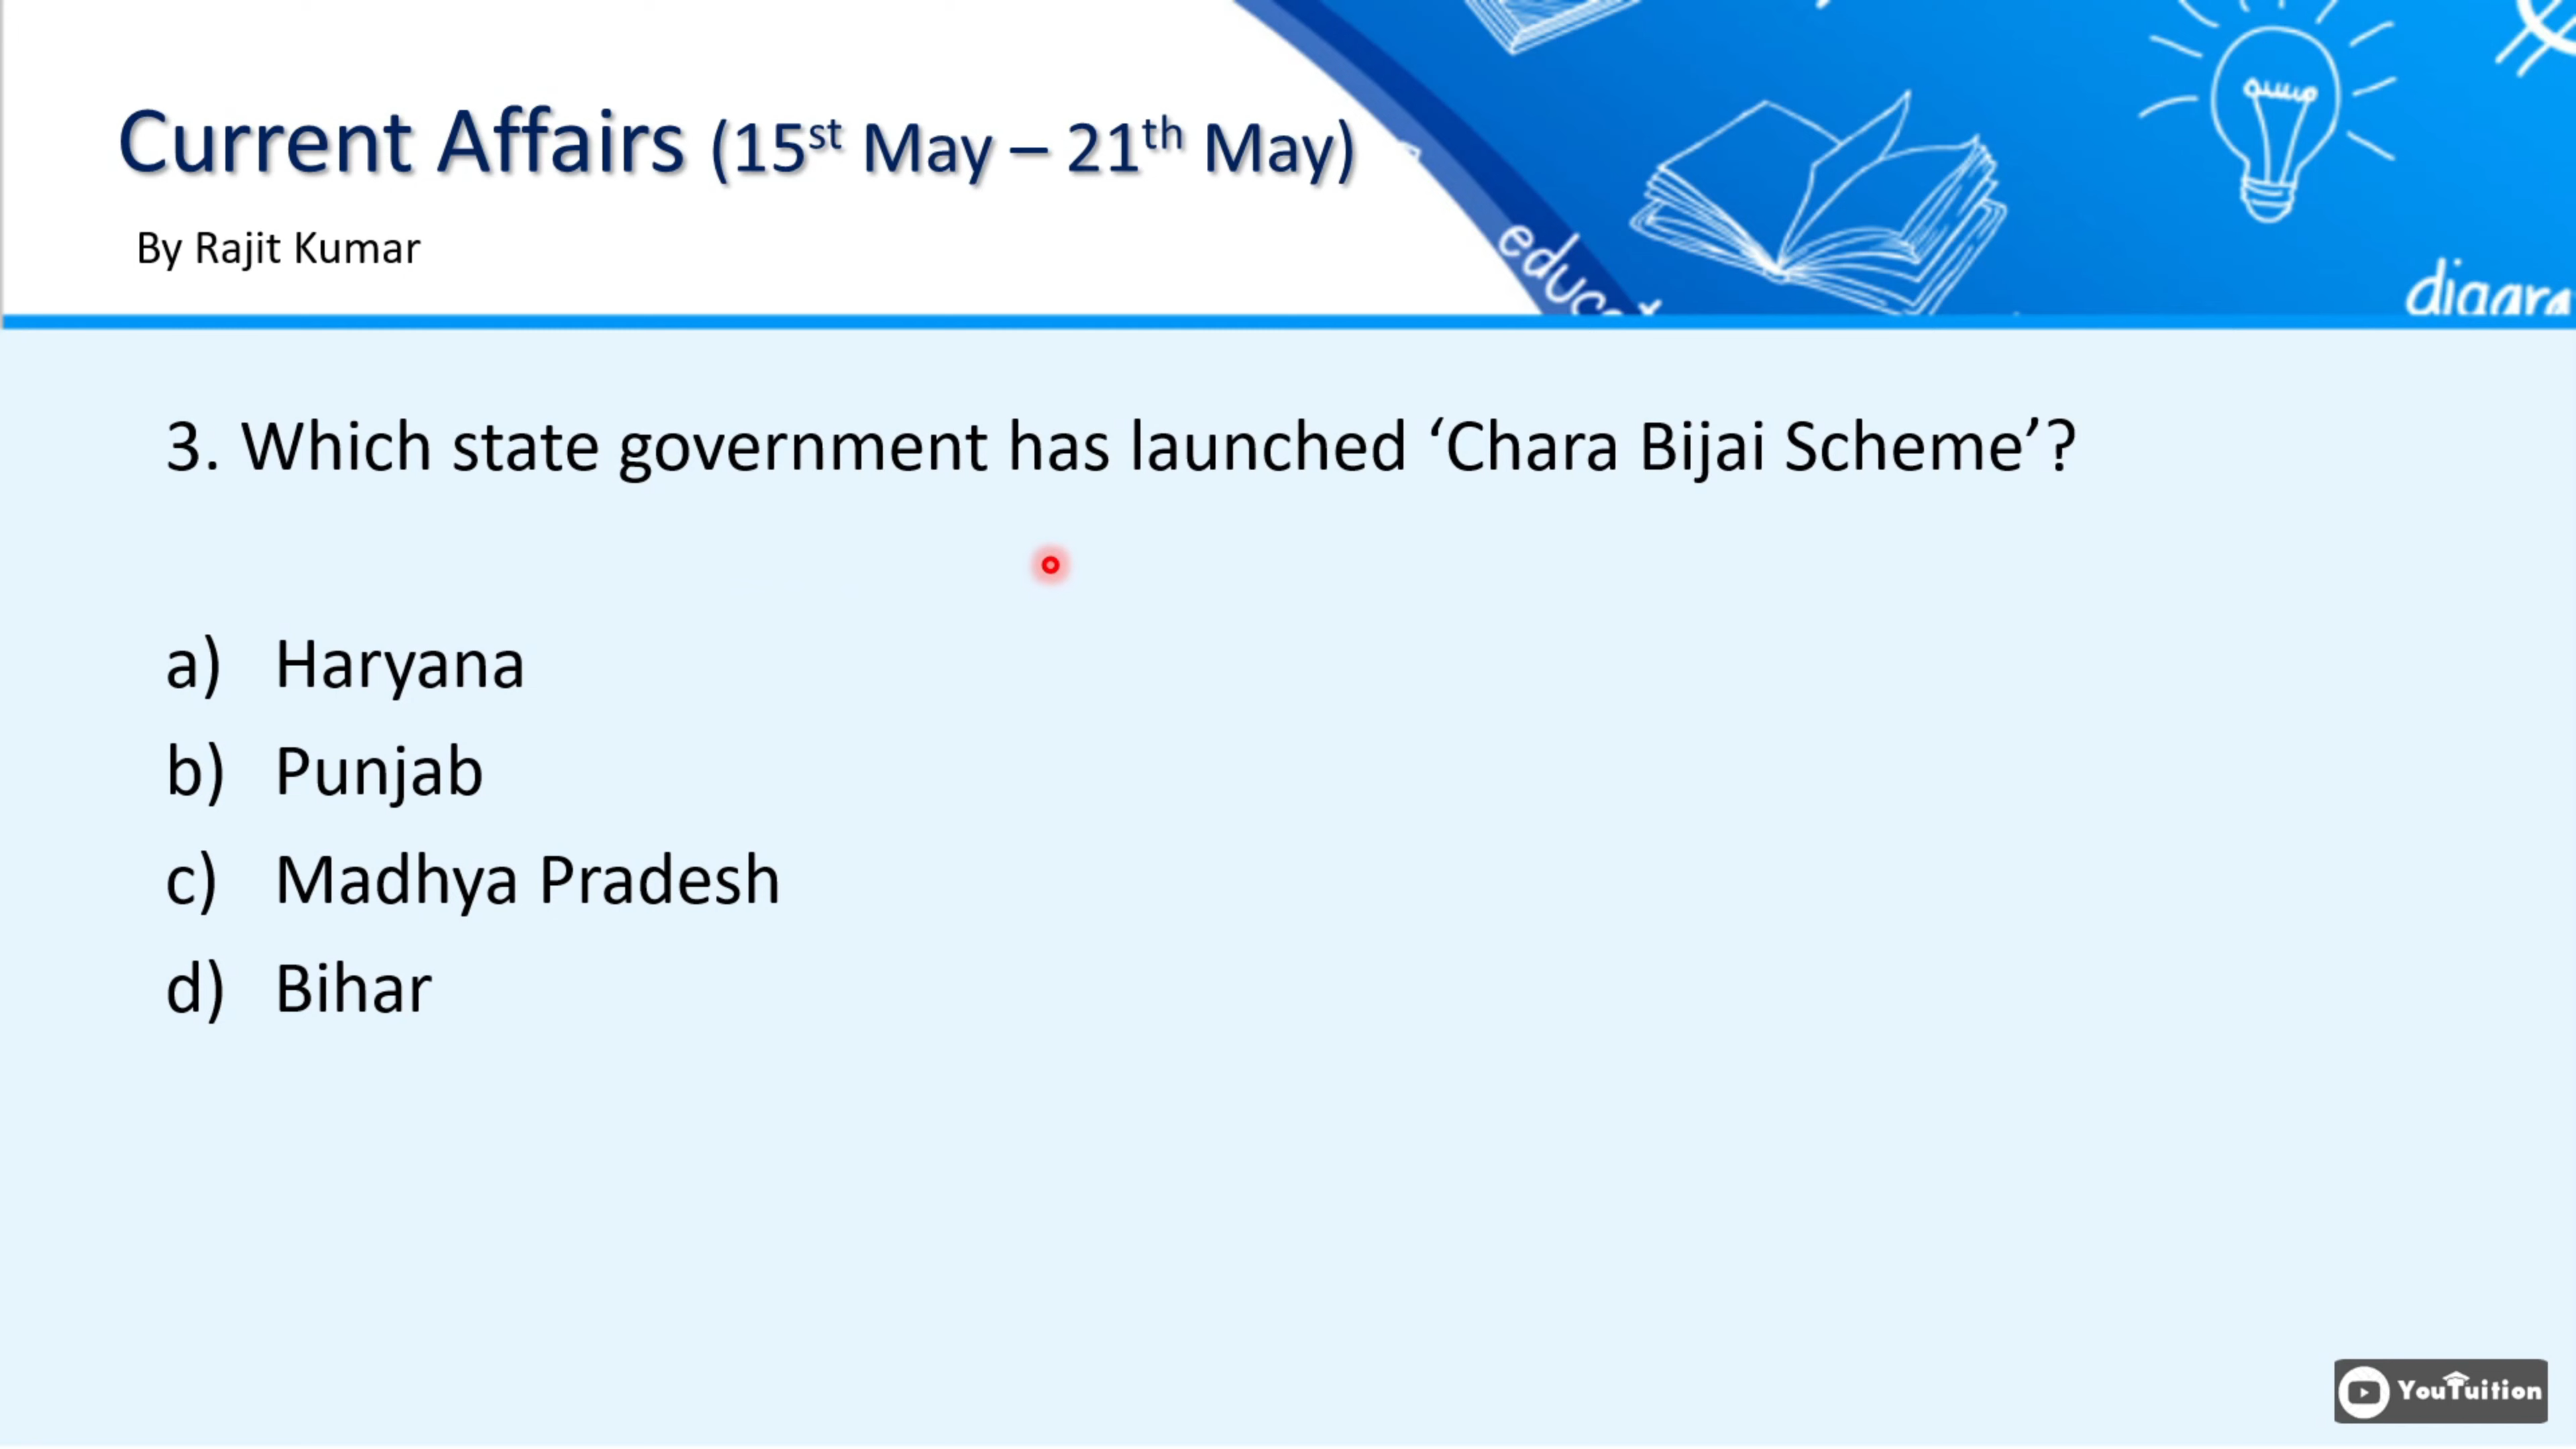 Current Affairs (15st May – 21th May)
By Rajit Kumar
3. Which state government has launched ‘Chara Bijai Scheme’?
a) Haryana
b) Punjab
c) Madhya Pradesh
d) Bihar
YouTuition